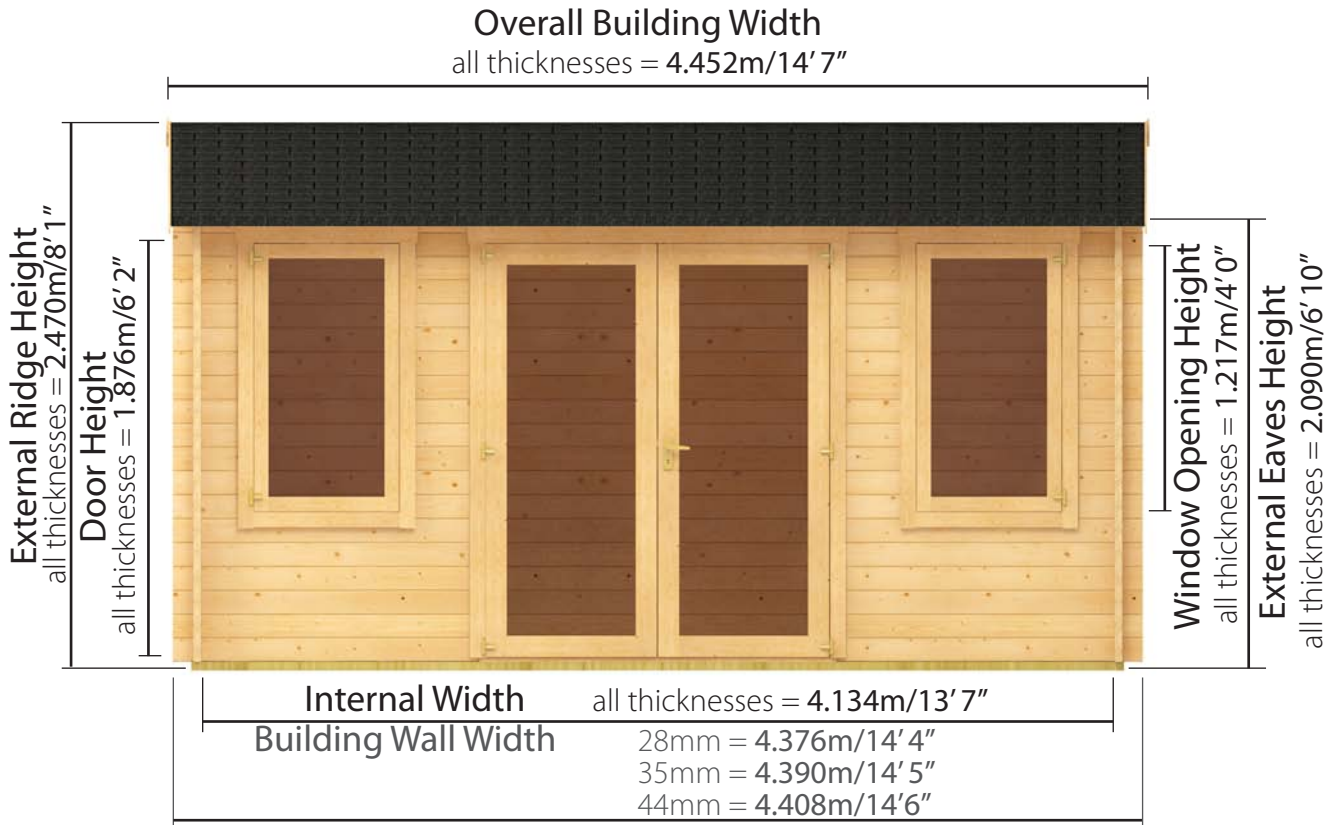 Overall Building Width
all thicknesses = 4.452m/14’ 7”
External Ridge Height
all thicknesses = 2.470m/8’ 1”
Door Height
all thicknesses = 1.876m/6’ 2”
Window Opening Height
all thicknesses = 1.217m/4’0”
External Eaves Height
all thicknesses = 2.090m/6’ 10”
Internal Width all thicknesses = 4.134m/13’ 7”
Building Wall Width 28mm = 4.376m/14’ 4”
35mm = 4.390m/14’ 5”
44mm = 4.408m/14’6”